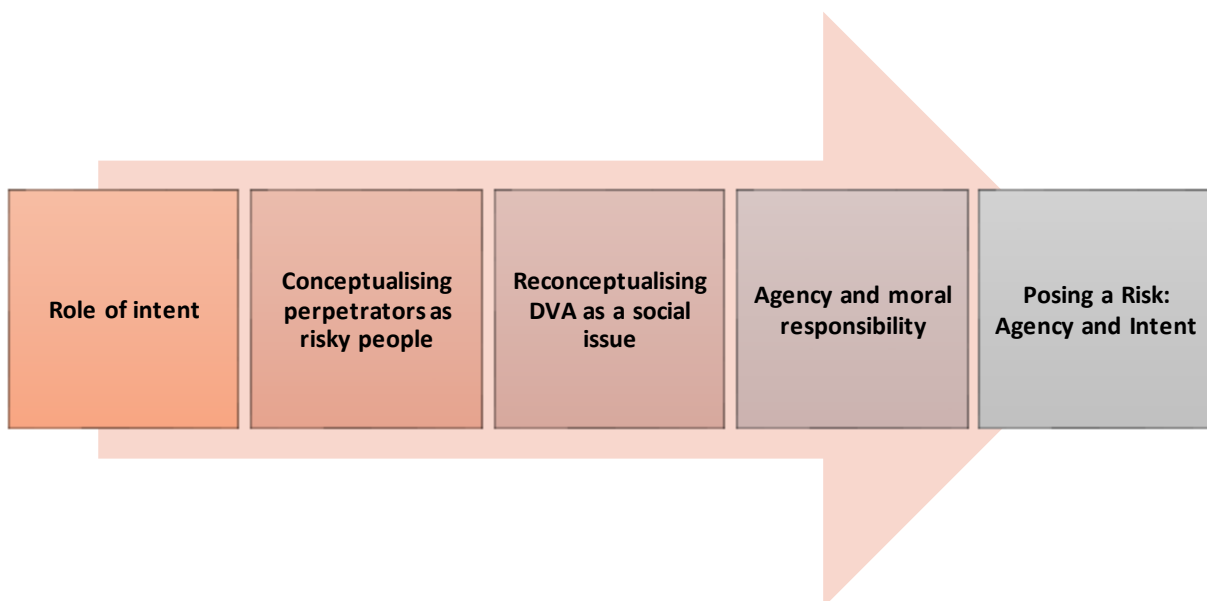 Role of intent
Conceptualising
perpetrators as
risky people
Reconceptualising
DVA as a social
issue
Agency and moral
responsibility
Posing a Risk:
Agency and Intent